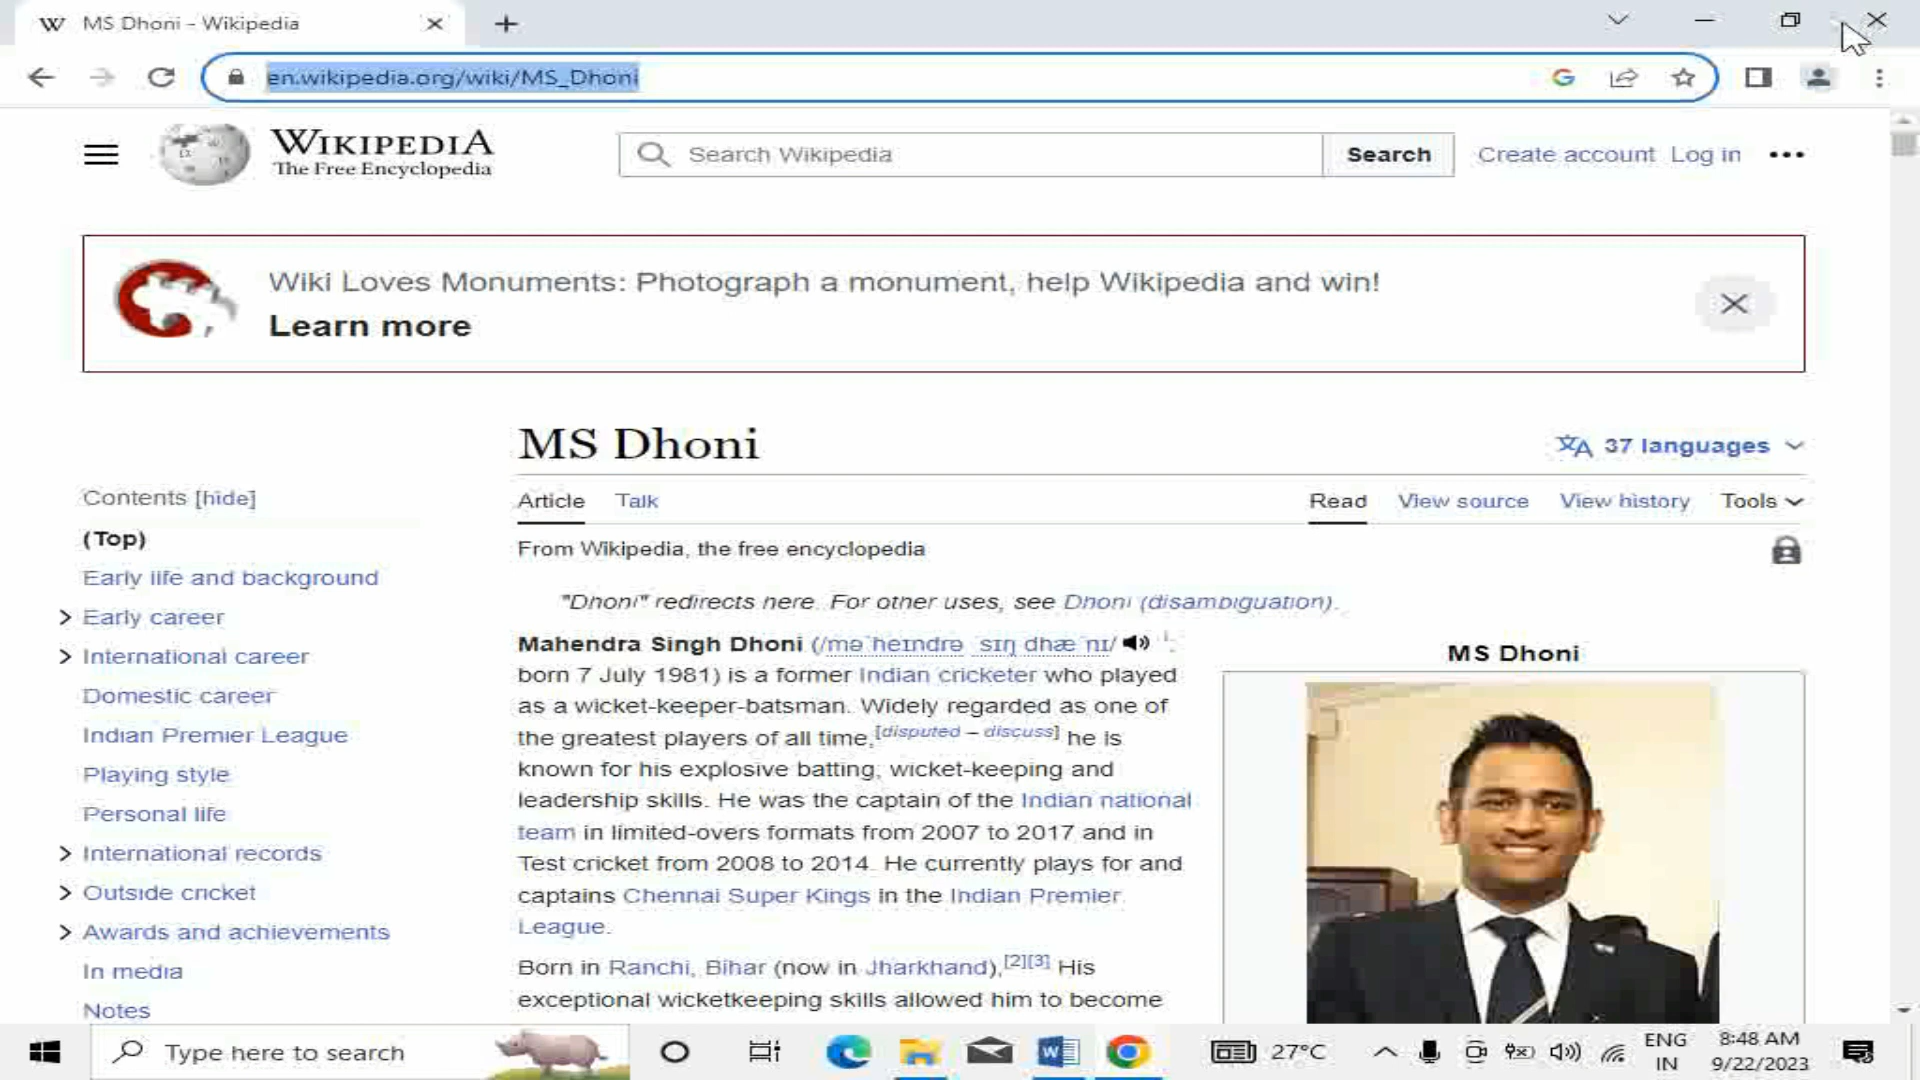 MS Dhoni - Wikipedia
en.wikipedia.org/wiki/MS_Dhoni
WIKIPEDIA
The Free Encyclopedia
Search Wikipedia
Search
Create account Log in
Wiki Loves Monuments: Photograph a monument, help Wikipedia and win!
Learn more
MS Dhoni
37 languages
Contents [hide]
(Top)
Early life and background
Early career
International career
Domestic career
Indian Premier League
Playing style
Personal life
International records
Outside cricket
Awards and achievements
In media
Notes
Article Talk
Read View source View history Tools
From Wikipedia, the free encyclopedia
"Dhoni" redirects here. For other uses, see Dhoni (disambiguation).
Mahendra Singh Dhoni
born 7 July 1981) is a former Indian cricketer who played
as a wicket-keeper-batsman. Widely regarded as one of
the greatest players of all time,[disputed – discuss] he is
known for his explosive batting, wicket-keeping and
leadership skills. He was the captain of the Indian national
team in limited-overs formats from 2007 to 2017 and in
Test cricket from 2008 to 2014. He currently plays for and
captains Chennai Super Kings in the Indian Premier
League.
Born in Ranchi, Bihar (now in Jharkhand),[2][3] His
exceptional wicketkeeping skills allowed him to become
MS Dhoni
Type here to search
27°C
ENG
IN
8:48 AM
9/22/2023